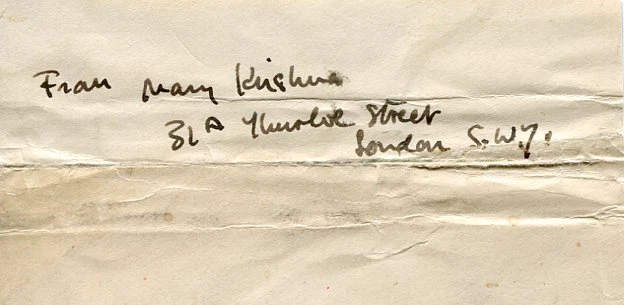 From Mary Krishna
31A Thurloe Street
London S.W.7.